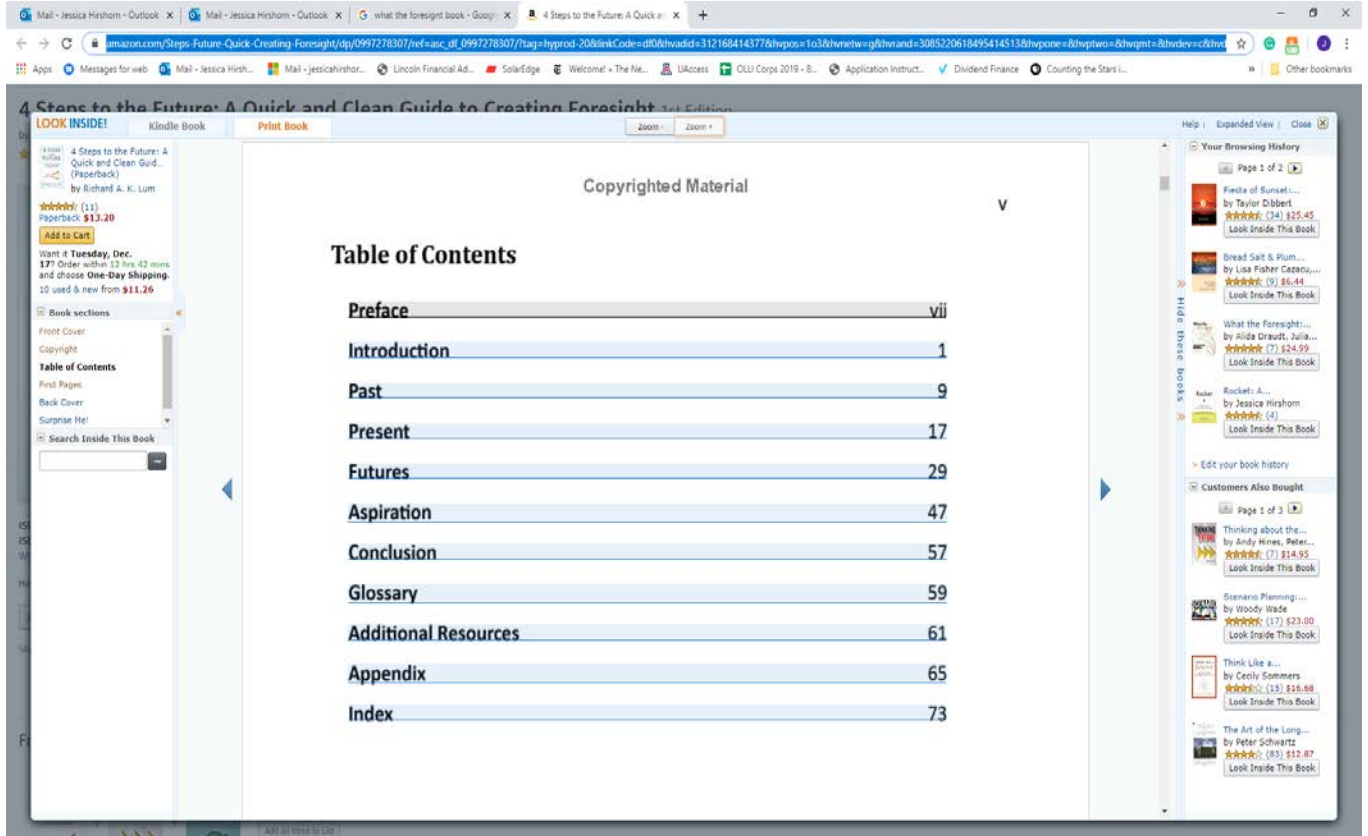 Mail - Jessica Hirshorn - Outlook X
Mail - Jessica Hirshorn - Outlook X
what the foresignt book - Goog X
4 Steps to the Future: A Quick a X +
amazon.com/Steps-Future-Quick-Creating-Foresight/dp/0997278307/ref=asc_df_0997278307/?tag=hyprod-20&linkCode=df0&hvadid=312168414377&hvpos=1o3&hvnetw=g&hvrand=3085220618495414513&hvpone=&hvptwo=&hvqmt=&hvdev=c&hvd
Apps Messages for web Mail - Jessica Hirsh... Mail - jessicahirshor... Lincoln Financial Ad... SolarEdge Welcome! « The Ne... UAccess OLLI Corps 2019 - B... Application Instruct... Dividend Finance Counting the Stars i... » Other bookmarks
4 Steps to the Future: A Quick and Clean Guide to Creating Foresight 1st Edition
LOOK INSIDE! Kindle Book Print Book Zoom - Zoom + Help | Expanded View | Close
4 Steps to the Future: A
Quick and Clean Guid...
(Paperback)
by Richard A. K. Lum
(11)
Paperback $13.20
Add to Cart
Want it Tuesday, Dec.
17? Order within 12 hrs 42 mins
and choose One-Day Shipping.
10 used & new from $11.26
Book sections «
Front Cover
Copyright
Table of Contents
First Pages
Back Cover
Surprise Me!
Search Inside This Book
Copyrighted Material
v
Table of Contents
Preface vii
Introduction 1
Past 9
Present 17
Futures 29
Aspiration 47
Conclusion 57
Glossary 59
Additional Resources 61
Appendix 65
Index 73
» Hide these books »
Your Browsing History
Page 1 of 2
Fiesta of Sunset:...
by Taylor Dibbert
(34) $25.45
Look Inside This Book
Bread Salt & Plum...
by Lisa Fisher Cazacu,...
(9) $6.44
Look Inside This Book
What the Foresight:...
by Alida Draudt, Julia...
(7) $24.99
Look Inside This Book
Rocket: A...
by Jessica Hirshorn
(4)
Look Inside This Book
> Edit your book history
Customers Also Bought
Page 1 of 3
Thinking about the...
by Andy Hines, Peter...
(7) $14.95
Look Inside This Book
Scenario Planning:...
by Woody Wade
(17) $23.00
Look Inside This Book
Think Like a...
by Cecily Sommers
(15) $16.68
Look Inside This Book
The Art of the Long...
by Peter Schwartz
(83) $12.87
Look Inside This Book
Add all three to List